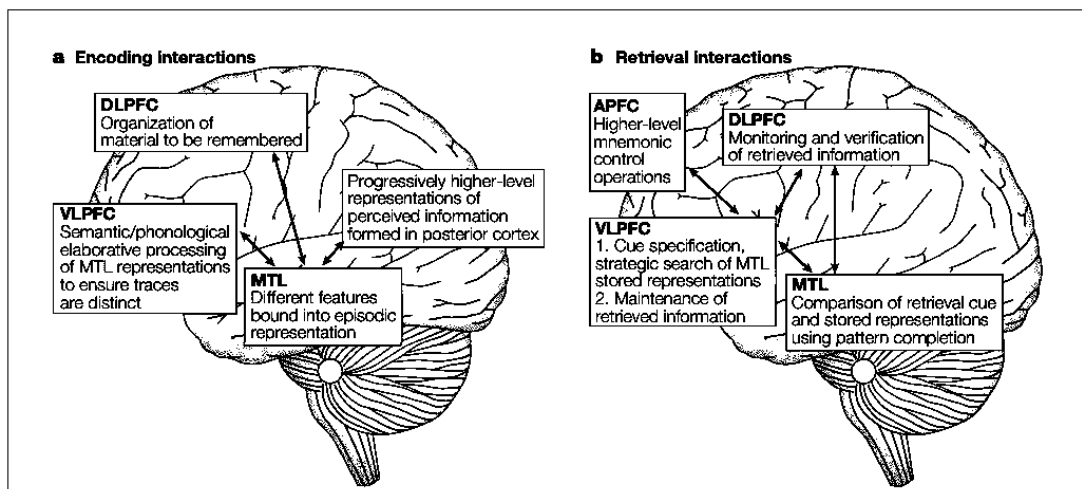 a Encoding interactions
DLPFC
Organization of
material to be remembered
Progressively higher-level
representations of
perceived information
formed in posterior cortex
VLPFC
Semantic/phonological
elaborative processing
of MTL representations
to ensure traces
are distinct
MTL
Different features
bound into episodic
representation
b Retrieval interactions
APFC
Higher-level
mnemonic
control
operations
DLPFC
Monitoring and verification
of retrieved information
VLPFC
1. Cue specification,
strategic search of MTL
stored representations
2. Maintenance of
retrieved information
MTL
Comparison of retrieval cue
and stored representations
using pattern completion